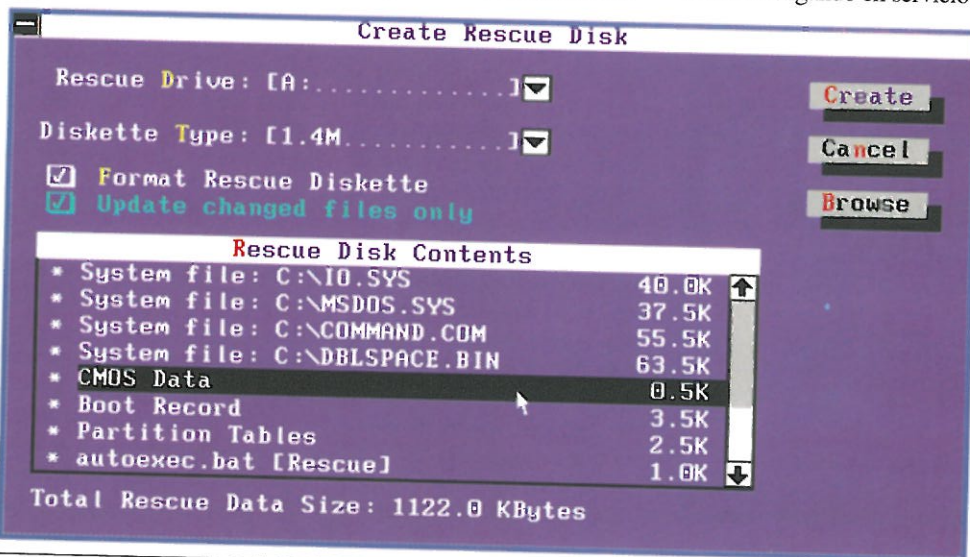 en servicio
Create Rescue Disk
Rescue Drive: [A:..............]
Diskette Type: [1.4M...........]
Format Rescue Diskette
Update changed files only
Create
Cancel
Browse
Rescue Disk Contents
* System file: C:\IO.SYS 40.0K
* System file: C:\MSDOS.SYS 37.5K
* System file: C:\COMMAND.COM 55.5K
* System file: C:\DBLSPACE.BIN 63.5K
* CMOS Data 0.5K
* Boot Record 3.5K
* Partition Tables 2.5K
* autoexec.bat [Rescue] 1.0K
Total Rescue Data Size: 1122.0 KBytes